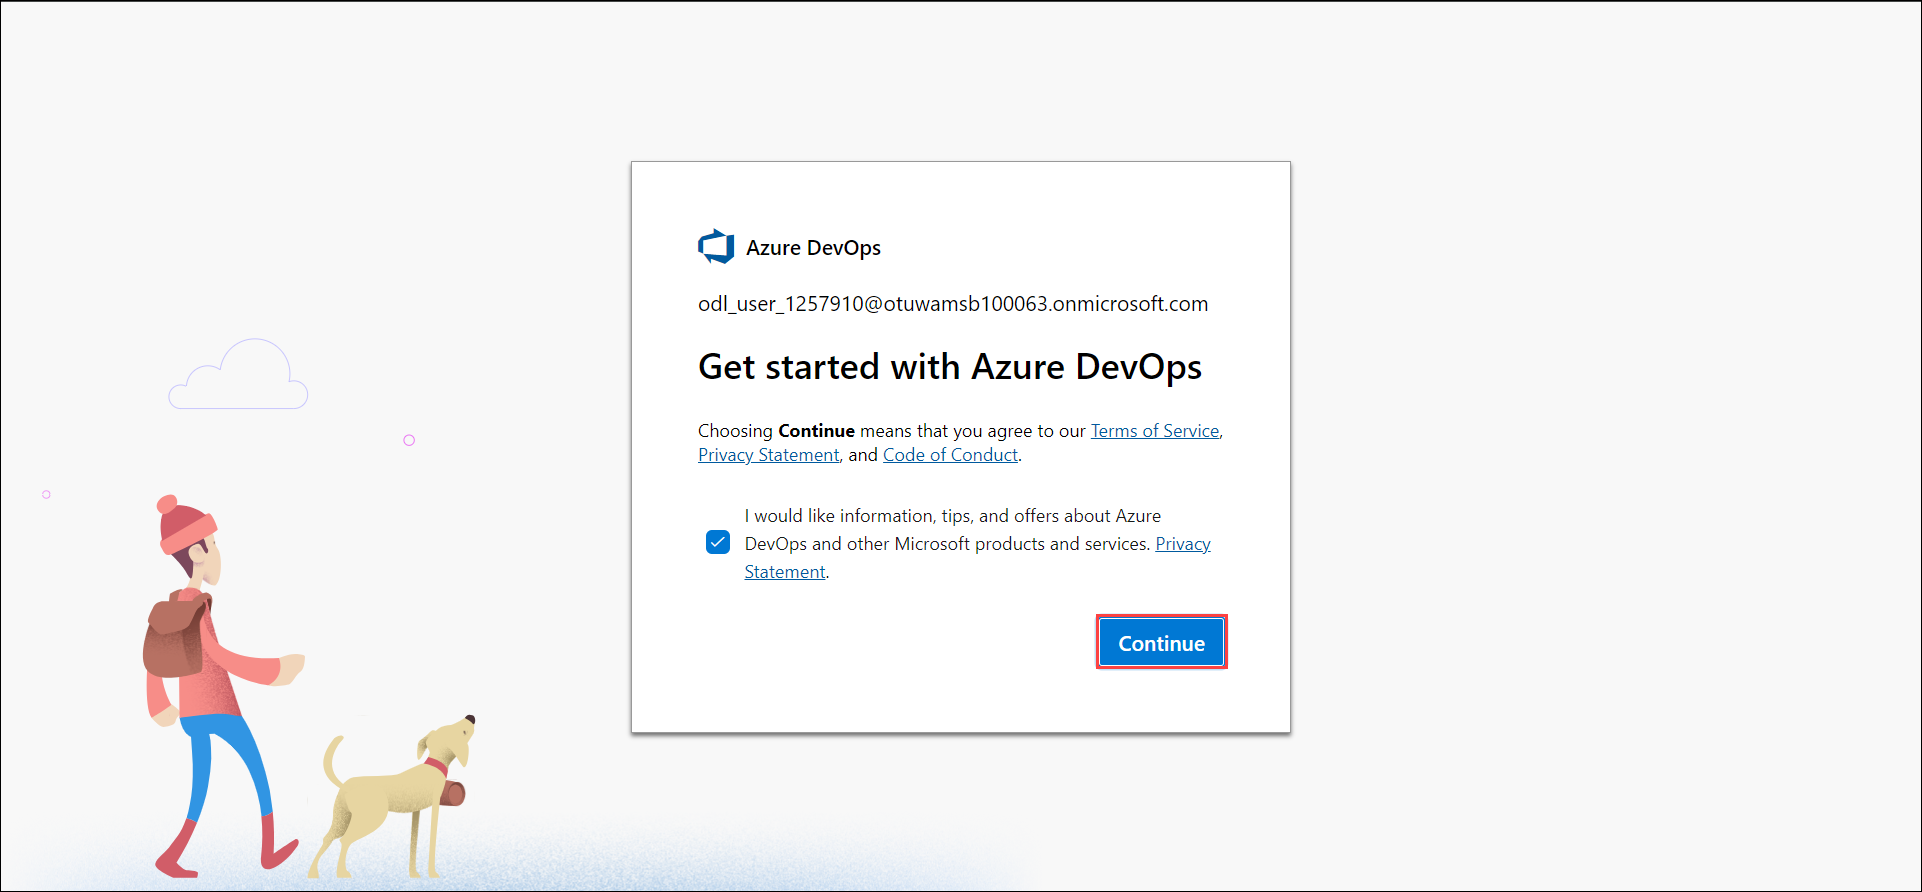 Azure DevOps
odl_user_1257910@otuwamsb100063.onmicrosoft.com
Get started with Azure DevOps
Choosing Continue means that you agree to our Terms of Service,
Privacy Statement, and Code of Conduct.
I would like information, tips, and offers about Azure
DevOps and other Microsoft products and services. Privacy
Statement.
Continue